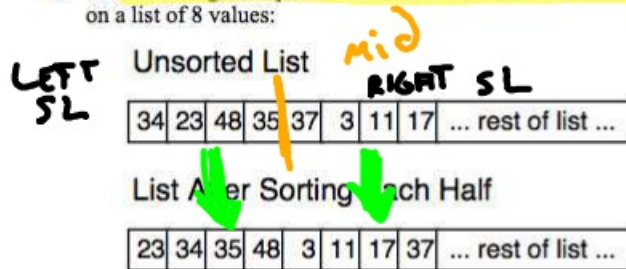 on a list of 8 values:
mid
Unsorted List
LEFT SL
RIGHT SL
34 23 48 35 37 3 11 17 ... rest of list ...
List After Sorting Each Half
23 34 35 48 3 11 17 37 ... rest of list ...